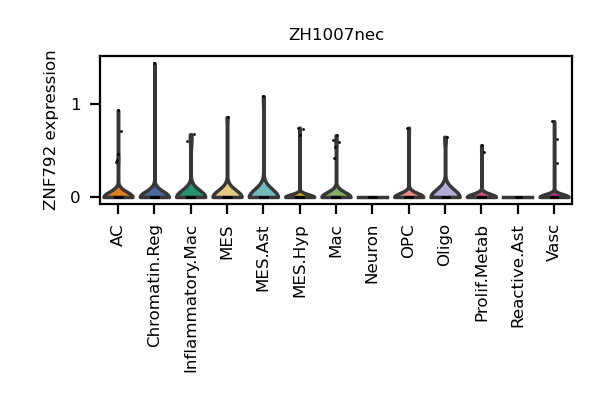 ZH1007nec
ZNF792 expression
1
0
AC
Chromatin.Reg
Inflammatory.Mac
MES
MES.Ast
MES.Hyp
Mac
Neuron
OPC
Oligo
Prolif.Metab
Reactive.Ast
Vasc